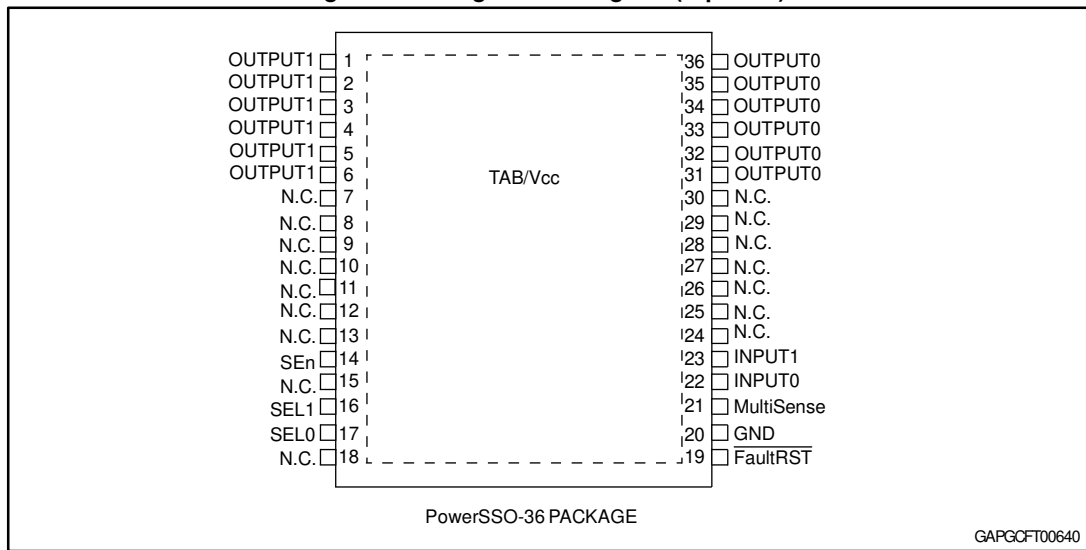 OUTPUT1 1 36 OUTPUT0
OUTPUT1 2 35 OUTPUT0
OUTPUT1 3 34 OUTPUT0
OUTPUT1 4 33 OUTPUT0
OUTPUT1 5 32 OUTPUT0
OUTPUT1 6 31 OUTPUT0
TAB/Vcc
N.C. 7 30 N.C.
N.C. 8 29 N.C.
N.C. 9 28 N.C.
N.C. 10 27 N.C.
N.C. 11 26 N.C.
N.C. 12 25 N.C.
N.C. 13 24 N.C.
SEn 14 23 INPUT1
N.C. 15 22 INPUT0
SEL1 16 21 MultiSense
SEL0 17 20 GND
N.C. 18 19 FaultRST
PowerSSO-36 PACKAGE
GAPGCFT00640